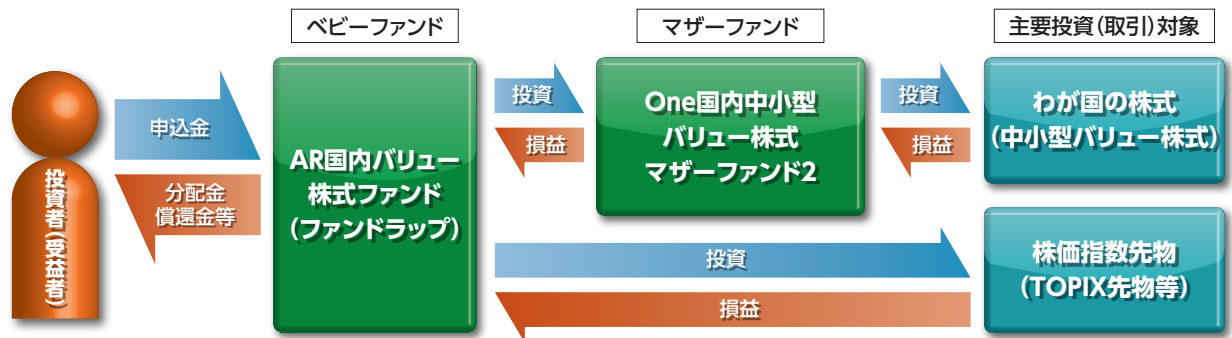 ベビーファンド
マザーファンド
主要投資(取引)対象
投資者(受益者)
申込金
分配金
償還金等
AR国内バリュー
株式ファンド
(ファンドラップ)
投資
損益
One国内中小型
バリュー株式
マザーファンド2
投資
損益
わが国の株式
(中小型バリュー株式)
投資
損益
株価指数先物
(TOPIX先物等)